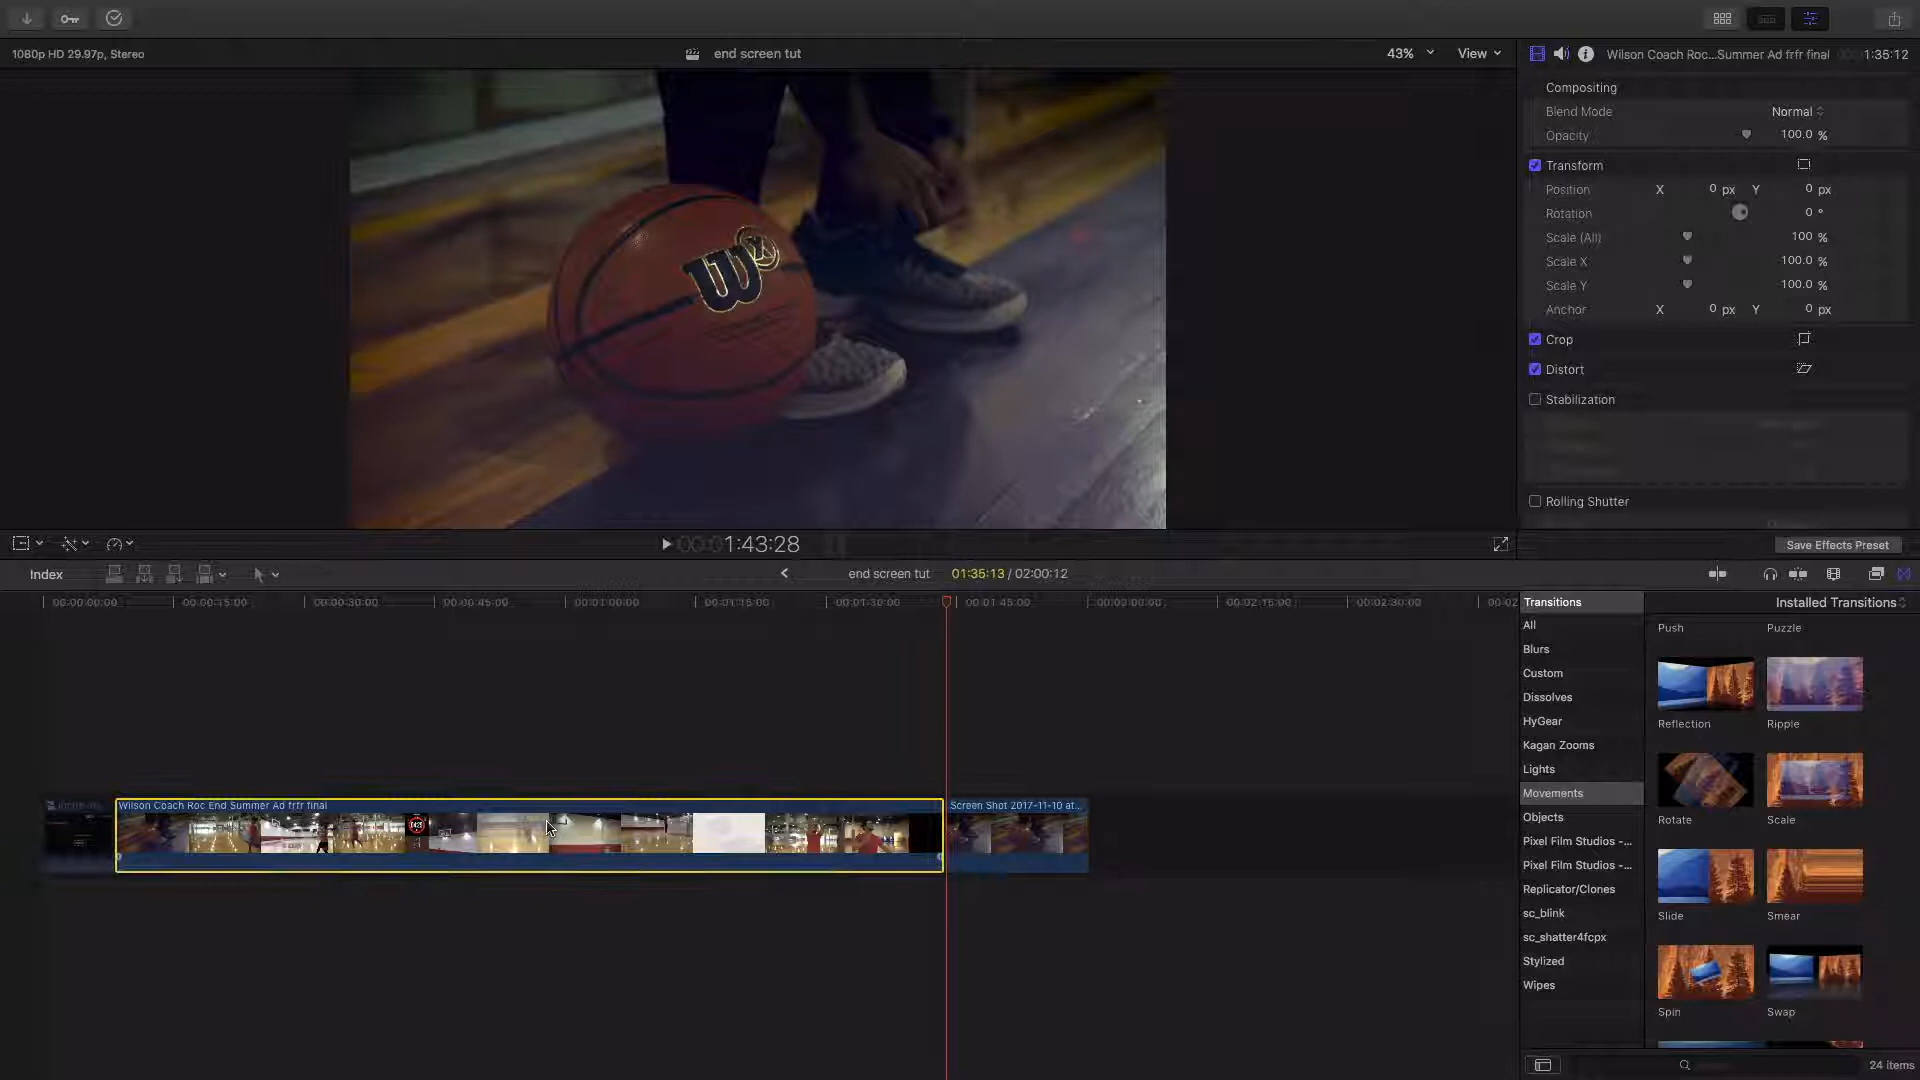 1080p HD 29.97p, Stereo
end screen tut
43%
View
Wilson Coach Roc...Summer Ad frfr final
1:35:12
Compositing
Blend Mode
Normal
Opacity
100.0 %
Transform
Position X 0 px Y 0 px
Rotation 0 °
Scale (All) 100 %
Scale X 100.0 %
Scale Y 100.0 %
Anchor X 0 px Y 0 px
Crop
Distort
Stabilization
Rolling Shutter
W
1:43:28
Save Effects Preset
Index
end screen tut
01:35:13 / 02:00:12
00:00:00:00
00:00:15:00
00:00:30:00
00:00:45:00
00:01:00:00
00:01:15:00
00:01:30:00
00:01:45:00
00:02:00:00
00:02:15:00
00:02:30:00
00:02
Transitions
Installed Transitions
All
Blurs
Custom
Dissolves
HyGear
Kagan Zooms
Lights
Movements
Objects
Pixel Film Studios -...
Pixel Film Studios -...
Replicator/Clones
sc_blink
sc_shatter4fcpx
Stylized
Wipes
Push
Puzzle
Reflection
Ripple
Rotate
Scale
Slide
Smear
Spin
Swap
Wilson Coach Roc End Summer Ad frfr final
Screen Shot 2017-11-10 at...
24 items